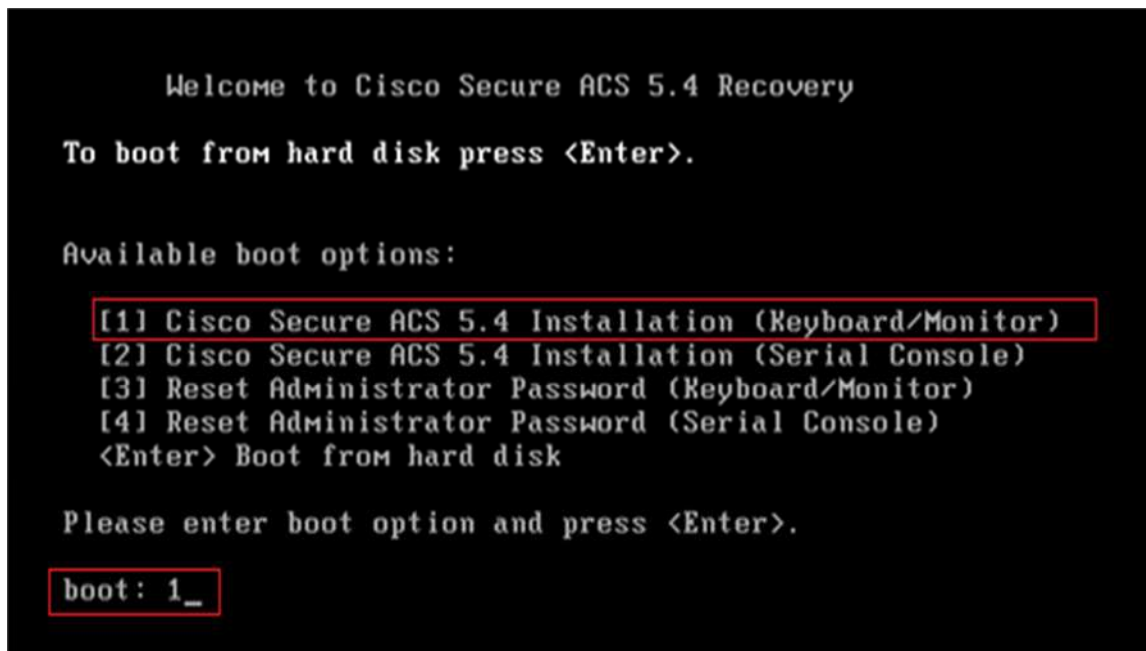 Welcome to Cisco Secure ACS 5.4 Recovery
To boot from hard disk press <Enter>.
Available boot options:
[1] Cisco Secure ACS 5.4 Installation (Keyboard/Monitor)
[2] Cisco Secure ACS 5.4 Installation (Serial Console)
[3] Reset Administrator Password (Keyboard/Monitor)
[4] Reset Administrator Password (Serial Console)
<Enter> Boot from hard disk
Please enter boot option and press <Enter>.
boot: 1_